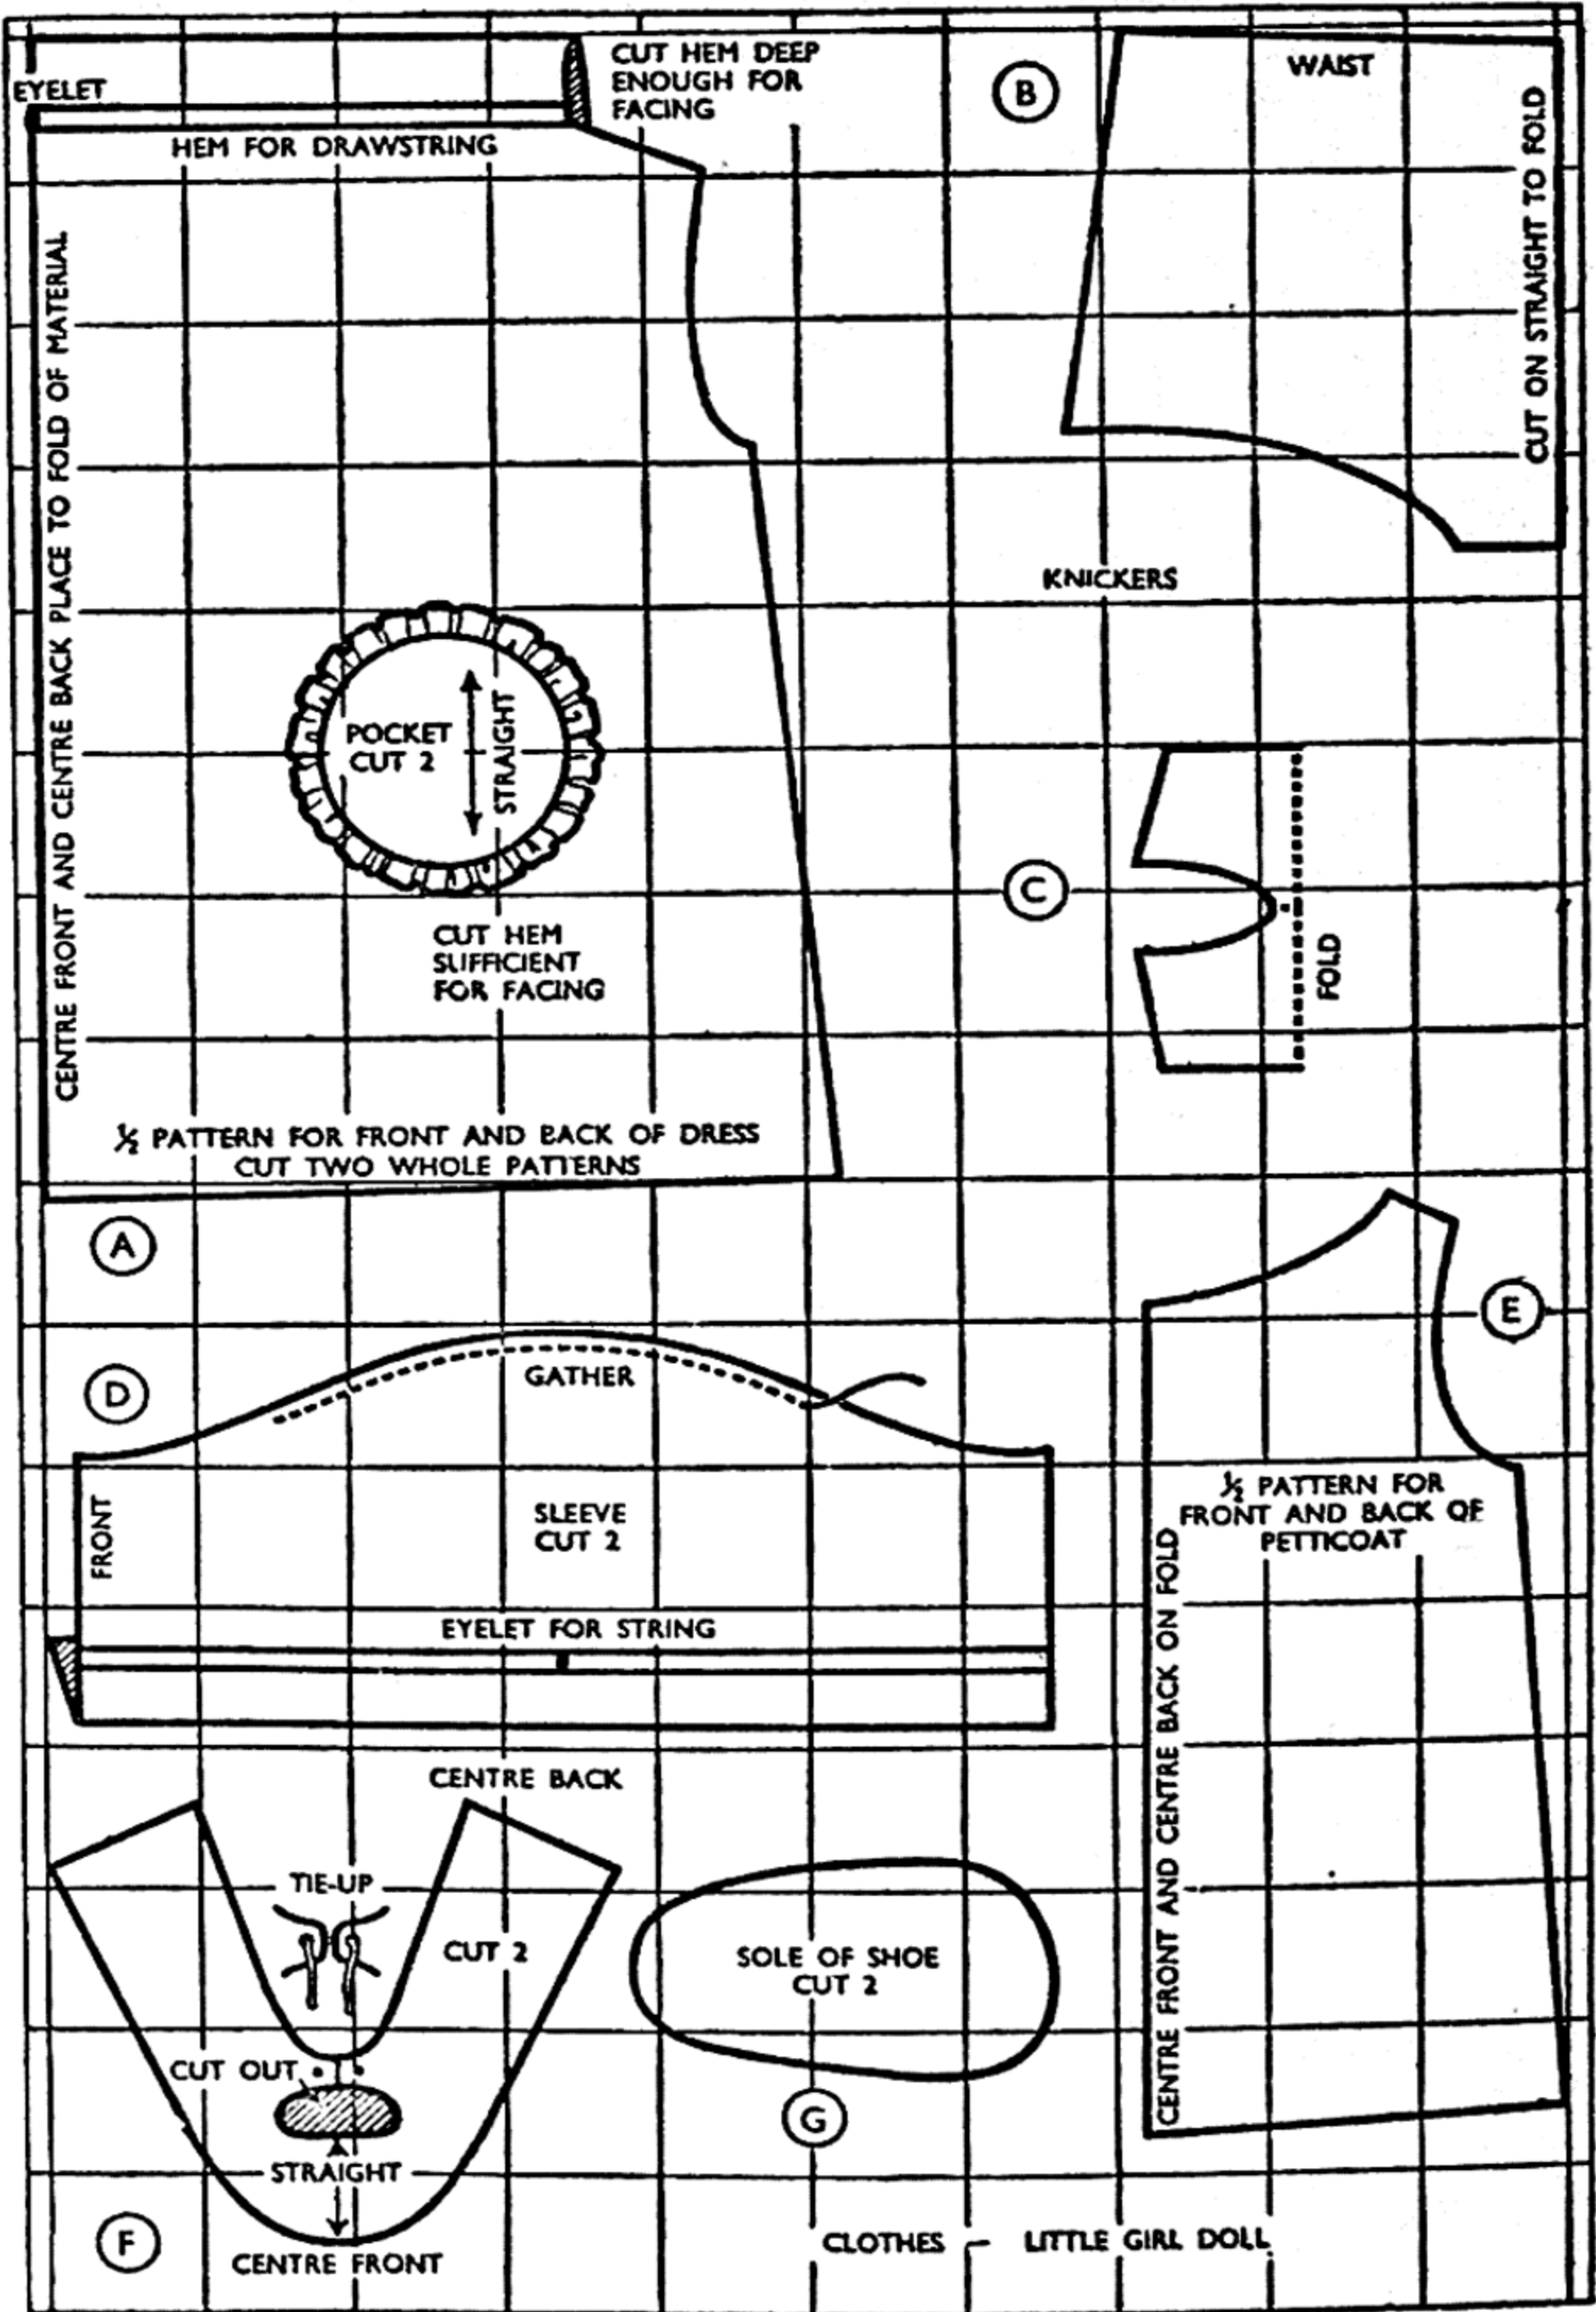 EYELET
CUT HEM DEEP
ENOUGH FOR
FACING
HEM FOR DRAWSTRING
CENTRE FRONT AND CENTRE BACK PLACE TO FOLD OF MATERIAL
POCKET
CUT 2
STRAIGHT
CUT HEM
SUFFICIENT
FOR FACING
½ PATTERN FOR FRONT AND BACK OF DRESS
CUT TWO WHOLE PATTERNS
A
B
WAIST
CUT ON STRAIGHT TO FOLD
KNICKERS
C
FOLD
D
GATHER
FRONT
SLEEVE
CUT 2
EYELET FOR STRING
E
½ PATTERN FOR
FRONT AND BACK OF
PETTICOAT
CENTRE FRONT AND CENTRE BACK ON FOLD
CENTRE BACK
TIE-UP
CUT 2
CUT OUT
STRAIGHT
F
CENTRE FRONT
SOLE OF SHOE
CUT 2
G
CLOTHES - LITTLE GIRL DOLL